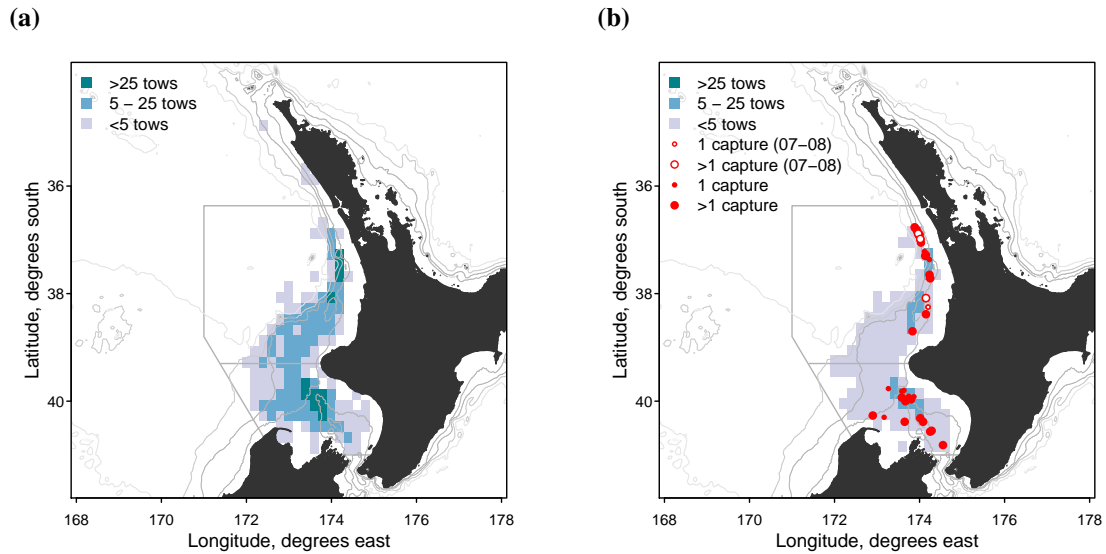 (a)
>25 tows
5 − 25 tows
<5 tows
36
38
40
Latitude, degrees south
168
170
172
174
176
178
Longitude, degrees east
(b)
>25 tows
5 − 25 tows
<5 tows
1 capture (07−08)
>1 capture (07−08)
1 capture
>1 capture
36
38
40
Latitude, degrees south
168
170
172
174
176
178
Longitude, degrees east